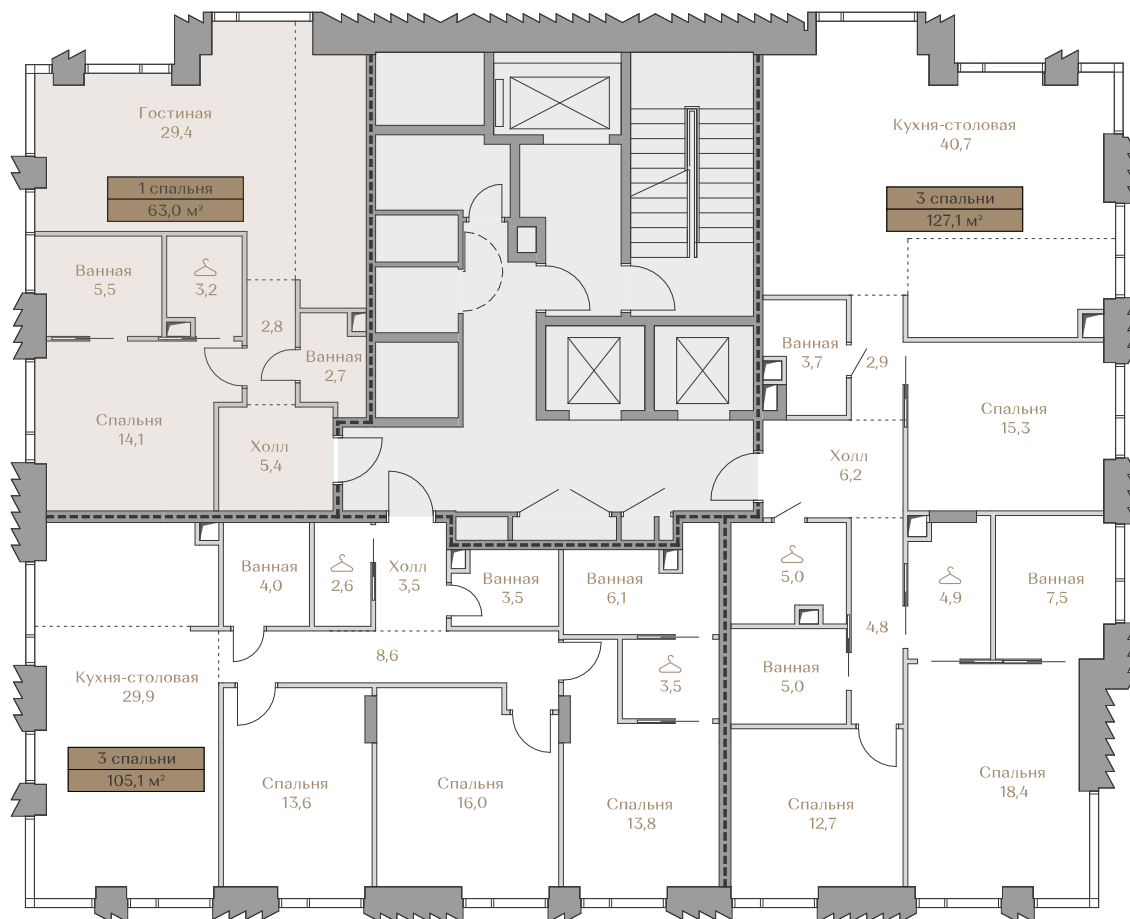 Гостиная
29,4
1 спальня
63,0 м²
Ванная
5,5
3,2
2,8
Ванная
2,7
Спальня
14,1
Холл
5,4
Кухня-столовая
40,7
3 спальни
127,1 м²
Ванная
3,7
2,9
Спальня
15,3
Холл
6,2
5,0
4,9
Ванная
7,5
4,8
Ванная
5,0
Спальня
12,7
Спальня
18,4
Ванная
4,0
2,6
Холл
3,5
Ванная
3,5
Ванная
6,1
8,6
3,5
Кухня-столовая
29,9
3 спальни
105,1 м²
Спальня
13,6
Спальня
16,0
Спальня
13,8